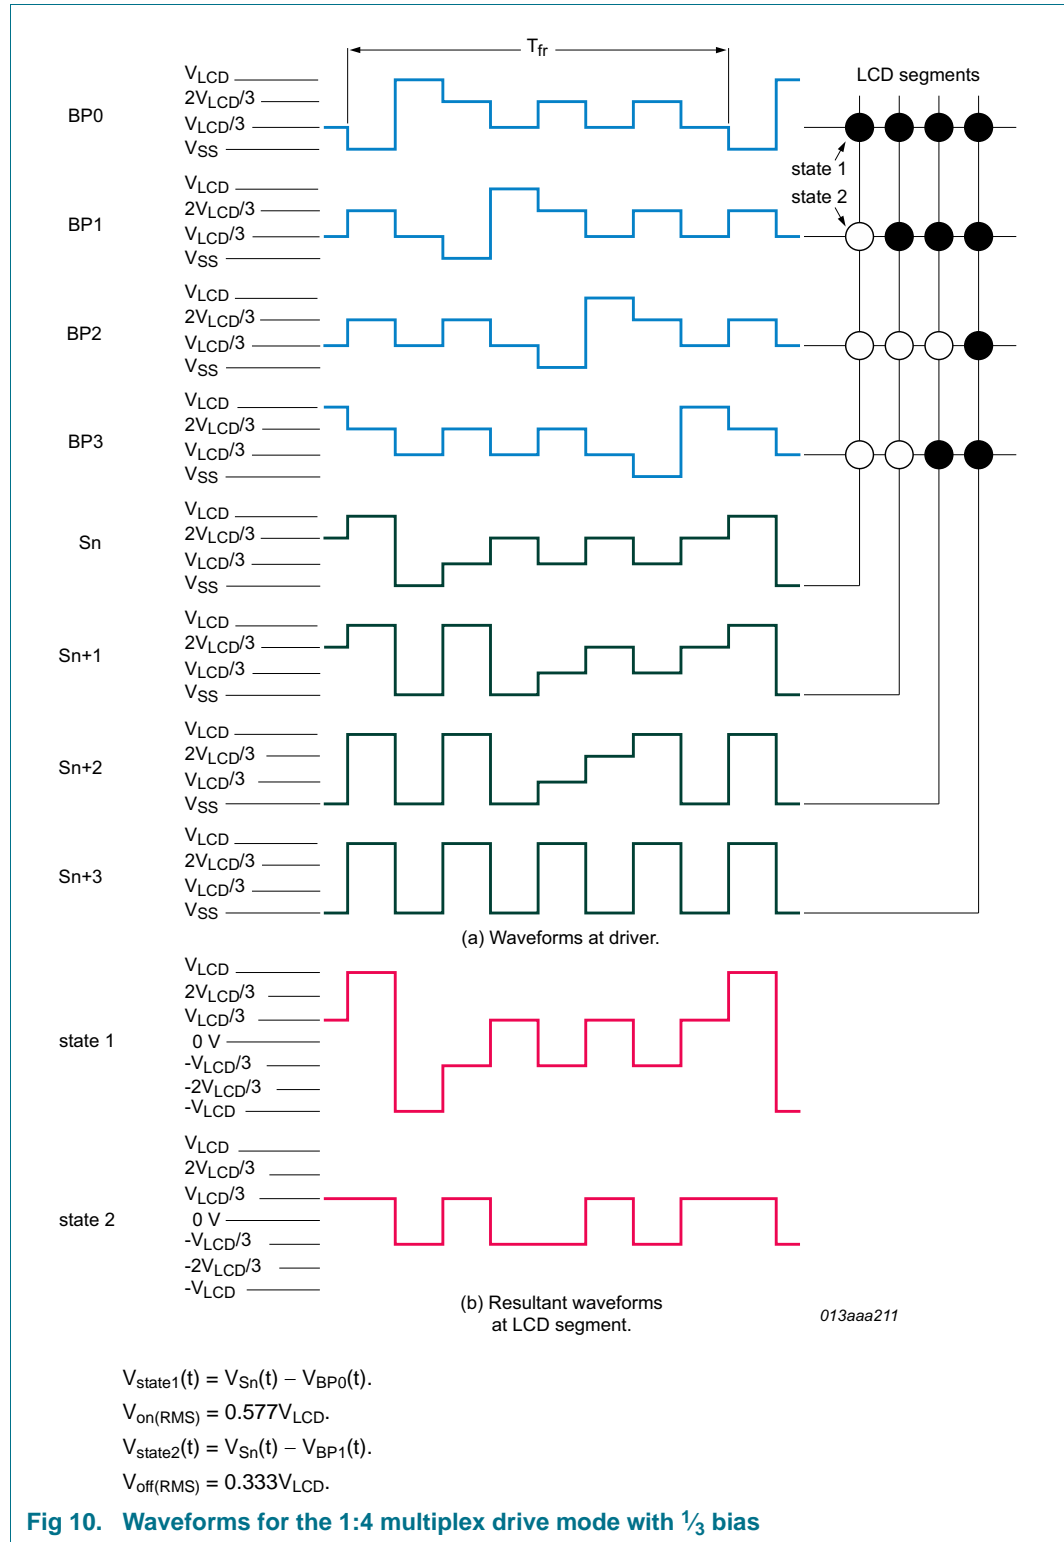 Tfr
VLCD
2VLCD/3
BP0
VLCD/3
VSS
LCD segments
state 1
state 2
VLCD
2VLCD/3
BP1
VLCD/3
VSS
VLCD
2VLCD/3
BP2
VLCD/3
VSS
VLCD
2VLCD/3
BP3
VLCD/3
VSS
VLCD
2VLCD/3
Sn
VLCD/3
VSS
VLCD
2VLCD/3
Sn+1
VLCD/3
VSS
VLCD
2VLCD/3
Sn+2
VLCD/3
VSS
VLCD
2VLCD/3
Sn+3
VLCD/3
VSS
(a) Waveforms at driver.
VLCD
2VLCD/3
VLCD/3
state 1
0 V
-VLCD/3
-2VLCD/3
-VLCD
VLCD
2VLCD/3
VLCD/3
state 2
0 V
-VLCD/3
-2VLCD/3
-VLCD
(b) Resultant waveforms
at LCD segment.
013aaa211
Vstate1(t) = VSn(t) − VBP0(t).
Von(RMS) = 0.577VLCD.
Vstate2(t) = VSn(t) − VBP1(t).
Voff(RMS) = 0.333VLCD.
Fig 10. Waveforms for the 1:4 multiplex drive mode with 1⁄3 bias